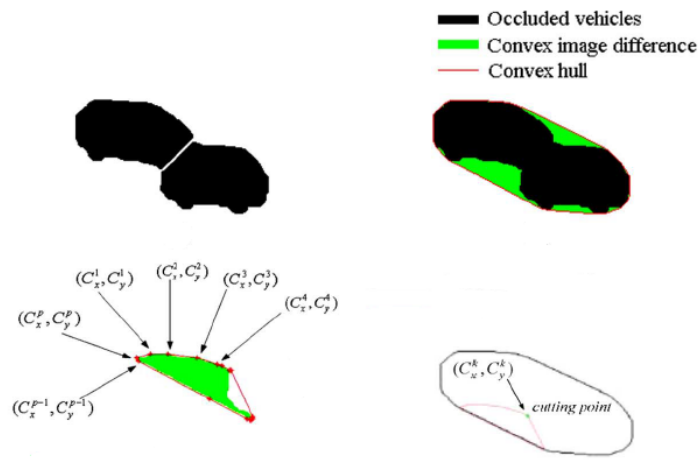 Occluded vehicles
Convex image difference
Convex hull
(C_x^1, C_y^1)
(C_x^2, C_y^2)
(C_x^3, C_y^3)
(C_x^4, C_y^4)
(C_x^p, C_y^p)
(C_x^{p-1}, C_y^{p-1})
(C_x^k, C_y^k)
cutting point